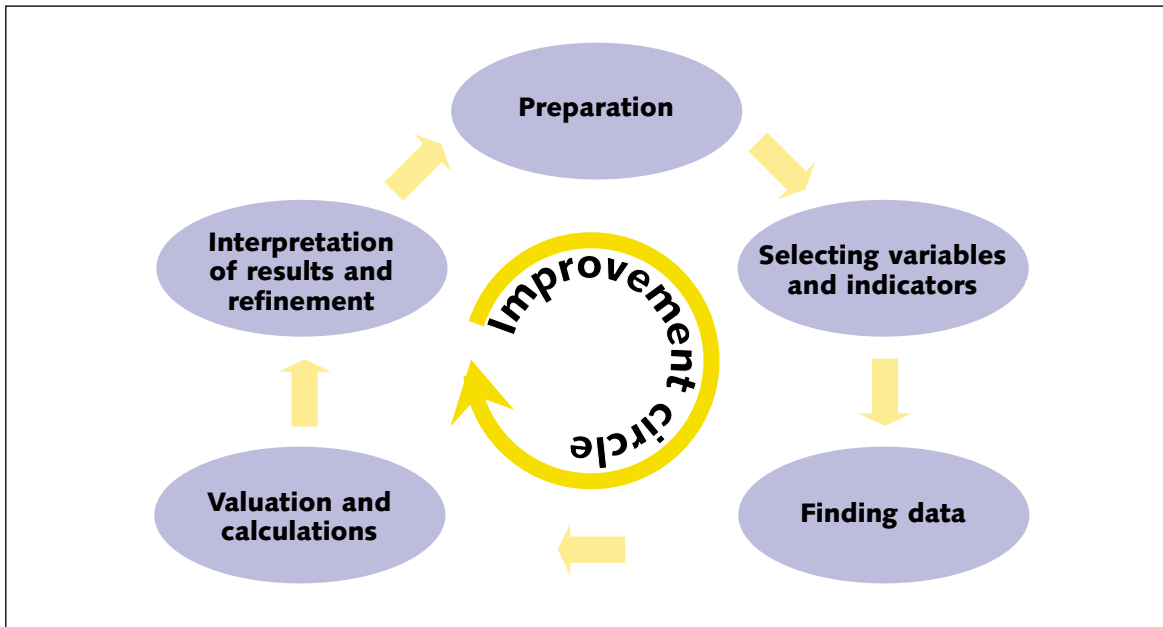 Preparation
Selecting variables
and indicators
Finding data
Valuation and
calculations
Interpretation
of results and
refinement
Improvement circle